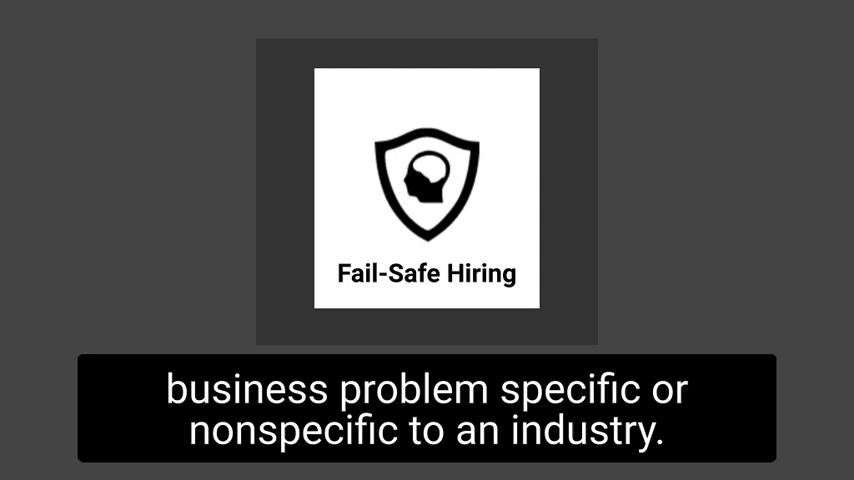 Fail-Safe Hiring
business problem specific or
nonspecific to an industry.